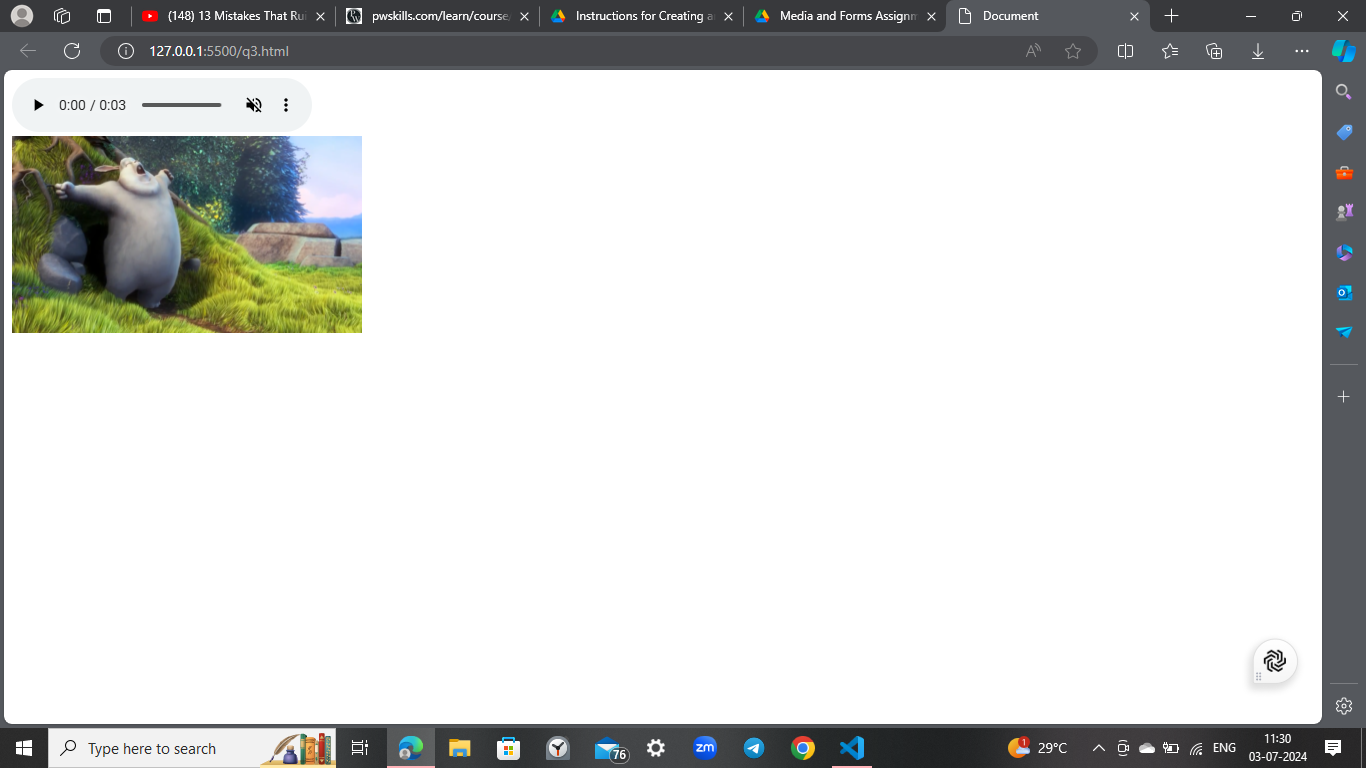 (148) 13 Mistakes That Rui
pwskills.com/learn/course/
Instructions for Creating a
Media and Forms Assignm
Document
127.0.0.1:5500/q3.html
0:00 / 0:03
Type here to search
76
zm
1
29°C
ENG
11:30
03-07-2024